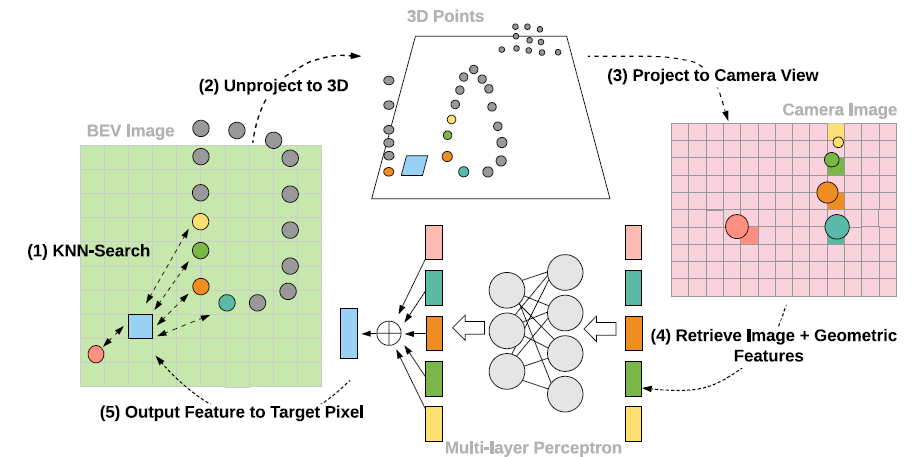 3D Points
(2) Unproject to 3D
(3) Project to Camera View
Camera Image
BEV Image
(1) KNN-Search
(4) Retrieve Image + Geometric
Features
(5) Output Feature to Target Pixel
Multi-layer Perceptron